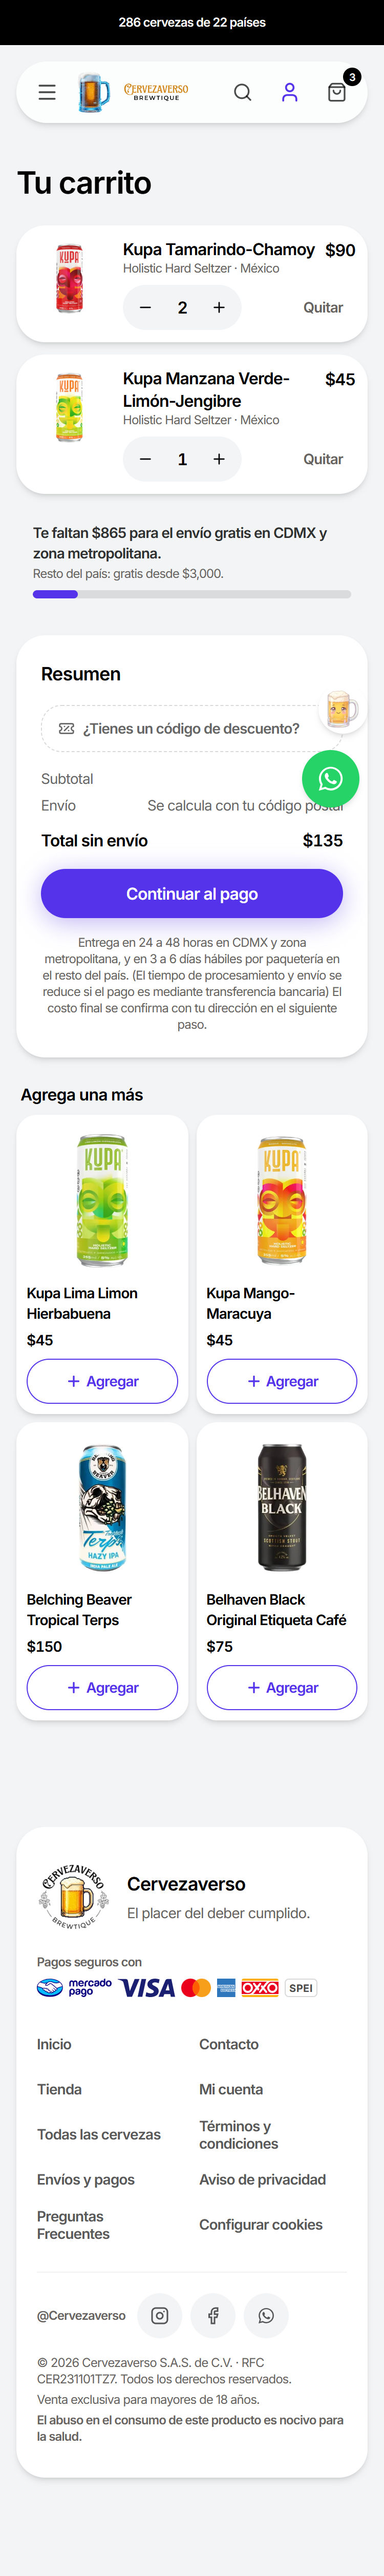 286 cervezas de 22 países
CERVEZAVERSO
BREWTIQUE
3
Tu carrito
KUPA
Kupa Tamarindo-Chamoy
$90
Holistic Hard Seltzer · México
2
Quitar
KUPA
Kupa Manzana Verde-
Limón-Jengibre
$45
Holistic Hard Seltzer · México
1
Quitar
Te faltan $865 para el envío gratis en CDMX y
zona metropolitana.
Resto del país: gratis desde $3,000.
Resumen
¿Tienes un código de descuento?
Subtotal
Envío
Se calcula con tu código postal
Total sin envío
$135
Continuar al pago
Entrega en 24 a 48 horas en CDMX y zona
metropolitana, y en 3 a 6 días hábiles por paquetería en
el resto del país. (El tiempo de procesamiento y envío se
reduce si el pago es mediante transferencia bancaria) El
costo final se confirma con tu dirección en el siguiente
paso.
Agrega una más
KUPA
KUPA
Kupa Lima Limon
Hierbabuena
Kupa Mango-
Maracuya
$45
$45
+ Agregar
+ Agregar
BEAVER
Terps
HAZY IPA
BELHAVEN
BLACK
SCOTTISH STOUT
Belching Beaver
Tropical Terps
Belhaven Black
Original Etiqueta Café
$150
$75
+ Agregar
+ Agregar
CERVEZAVERSO
BREWTIQUE
Cervezaverso
El placer del deber cumplido.
Pagos seguros con
mercado pago VISA OXXO SPEI
Inicio
Contacto
Tienda
Mi cuenta
Todas las cervezas
Términos y
condiciones
Envíos y pagos
Aviso de privacidad
Preguntas
Frecuentes
Configurar cookies
@Cervezaverso
© 2026 Cervezaverso S.A.S. de C.V. · RFC
CER231101TZ7. Todos los derechos reservados.
Venta exclusiva para mayores de 18 años.
El abuso en el consumo de este producto es nocivo para
la salud.